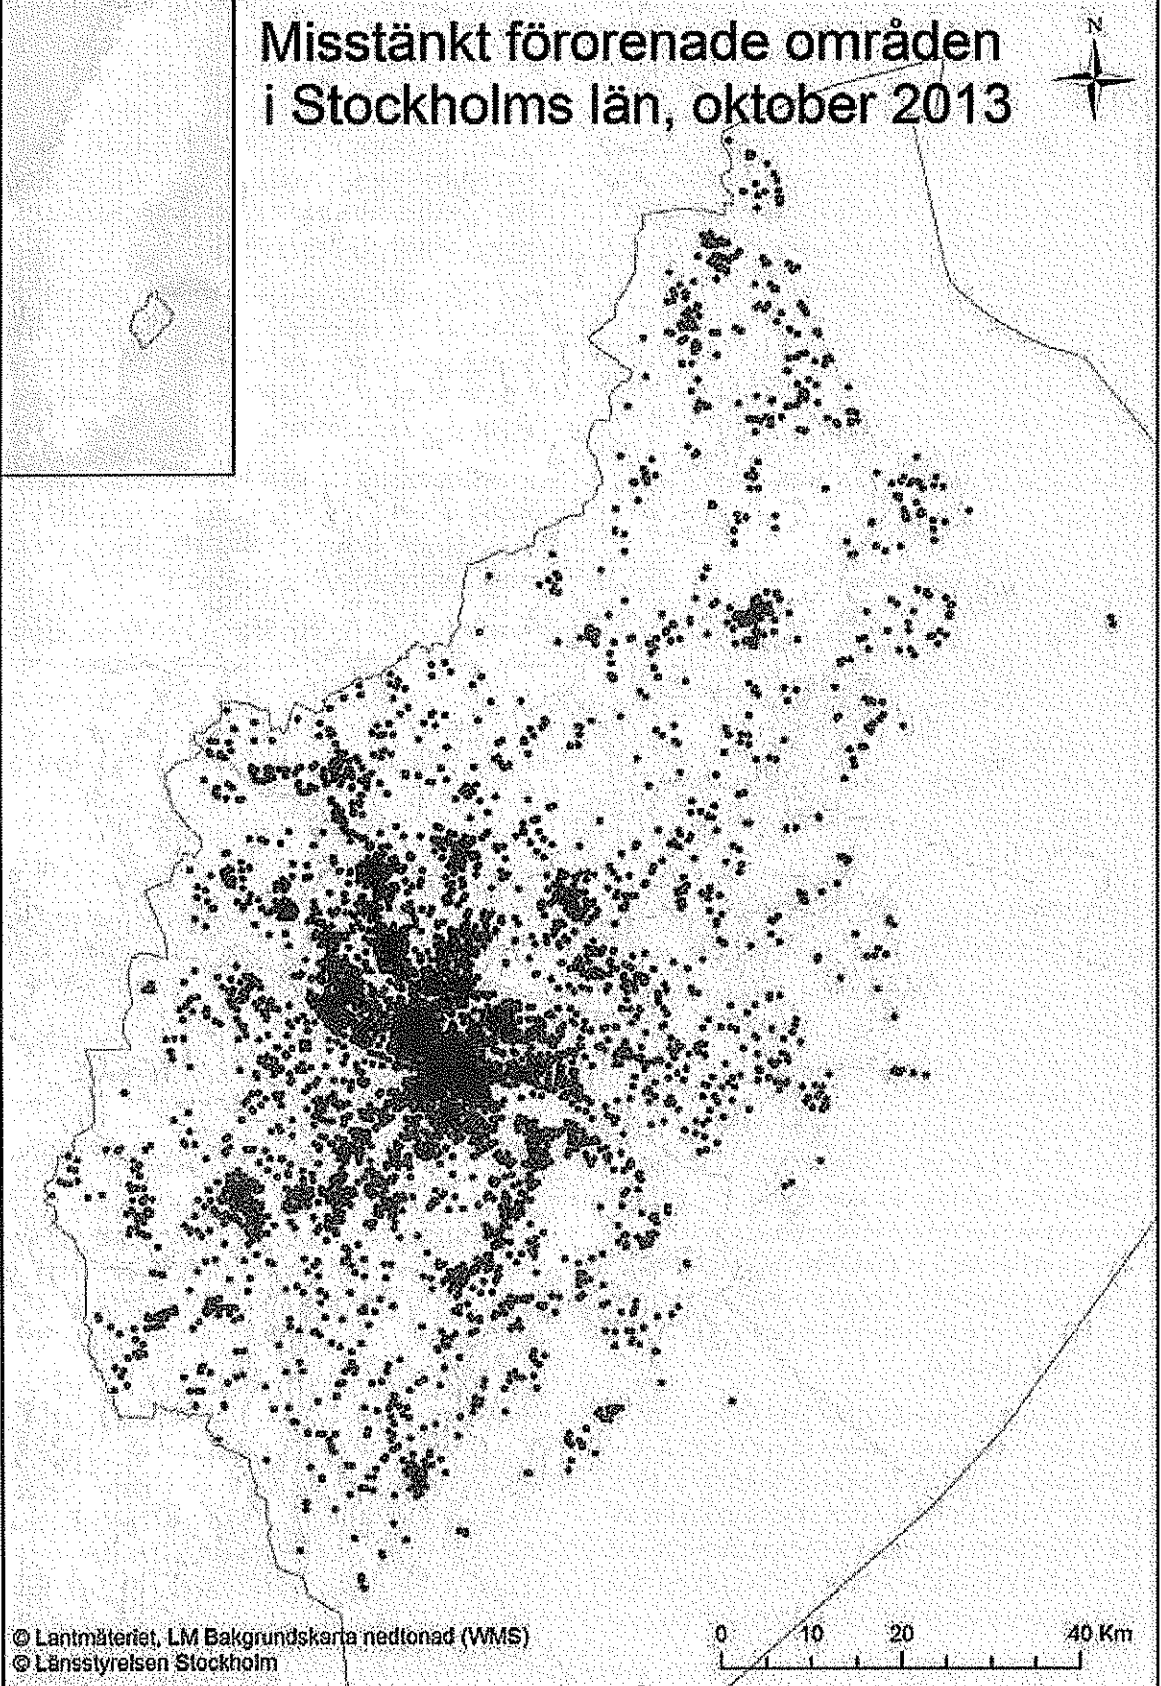 Misstänkt förorenade områden
i Stockholms län, oktober 2013
N
© Lantmäteriet, LM Bakgrundskarta nedtonad (WMS)
© Länsstyrelsen Stockholm
0 10 20 40 Km